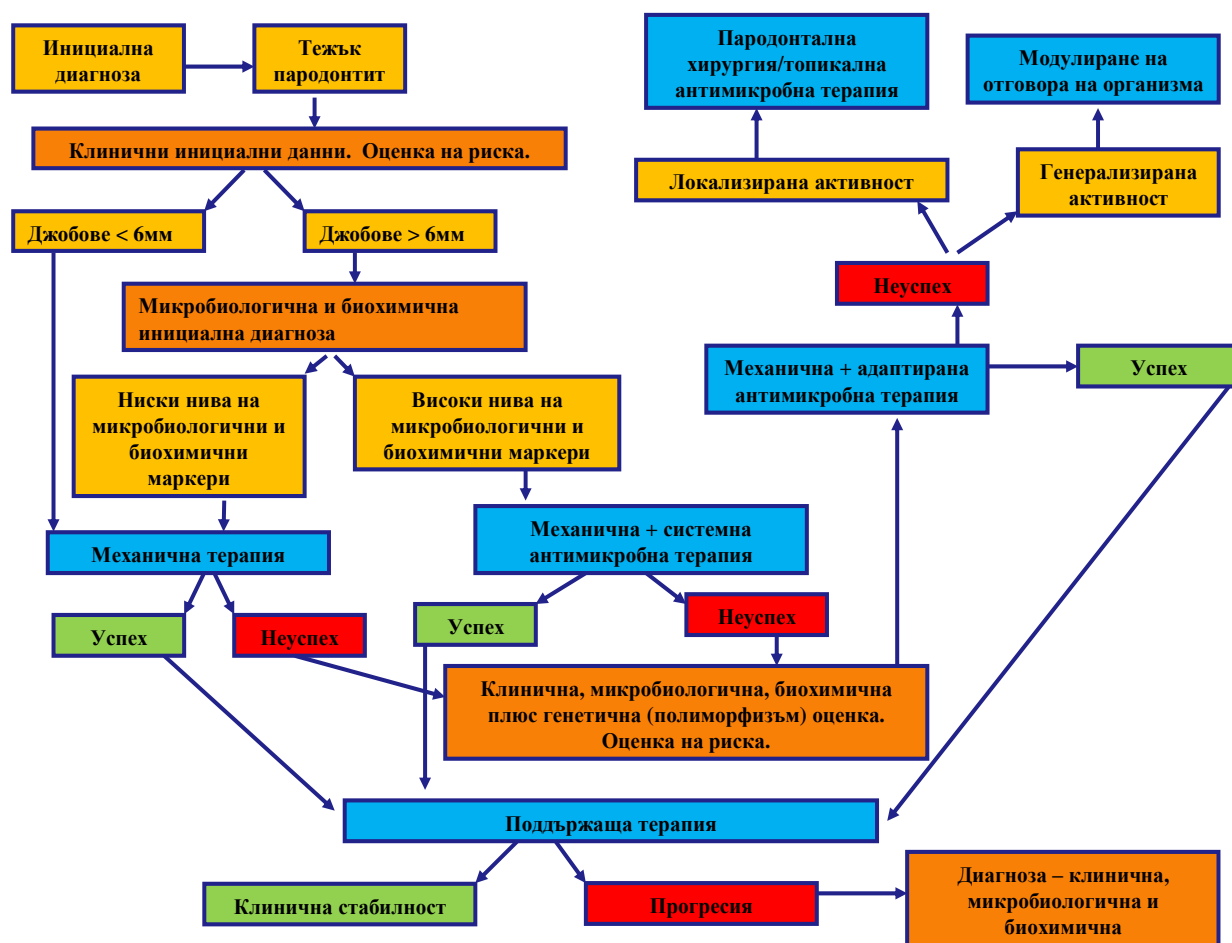 Инициална
диагноза
Тежък
пародонтит
Пародонтална
хирургия/топикална
антимикробна терапия
Модулиране на
отговора на организма
Клинични инициални данни.  Оценка на риска.
Локализирана активност
Генерализирана
активност
Джобове < 6мм
Джобове > 6мм
Неуспех
Микробиологична и биохимична
инициална диагноза
Механична + адаптирана
антимикробна терапия
Успех
Ниски нива на
микробиологични и
биохимични
маркери
Високи нива на
микробиологични и
биохимични маркери
Механична терапия
Механична + системна
антимикробна терапия
Успех
Неуспех
Успех
Неуспех
Клинична, микробиологична, биохимична
плюс генетична (полиморфизъм) оценка.
Оценка на риска.
Поддържаща терапия
Клинична стабилност
Прогресия
Диагноза – клинична,
микробиологична и
биохимична